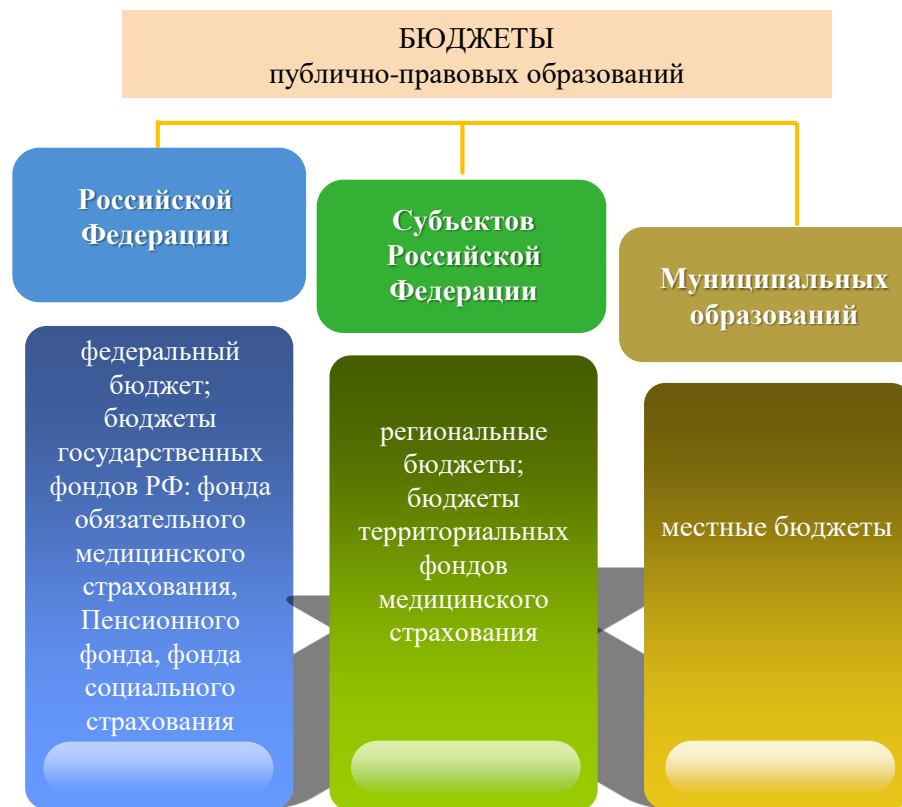 БЮДЖЕТЫ
публично-правовых образований
Российской
Федерации
Субъектов
Российской
Федерации
Муниципальных
образований
федеральный
бюджет;
бюджеты
государственных
фондов РФ: фонда
обязательного
медицинского
страхования,
Пенсионного
фонда, фонда
социального
страхования
региональные
бюджеты;
бюджеты
территориальных
фондов
медицинского
страхования
местные бюджеты